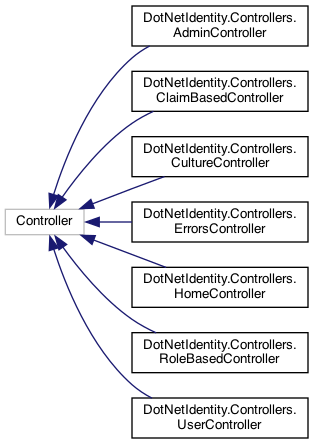 DotNetIdentity.Controllers.
AdminController
DotNetIdentity.Controllers.
ClaimBasedController
DotNetIdentity.Controllers.
CultureController
Controller
DotNetIdentity.Controllers.
ErrorsController
DotNetIdentity.Controllers.
HomeController
DotNetIdentity.Controllers.
RoleBasedController
DotNetIdentity.Controllers.
UserController